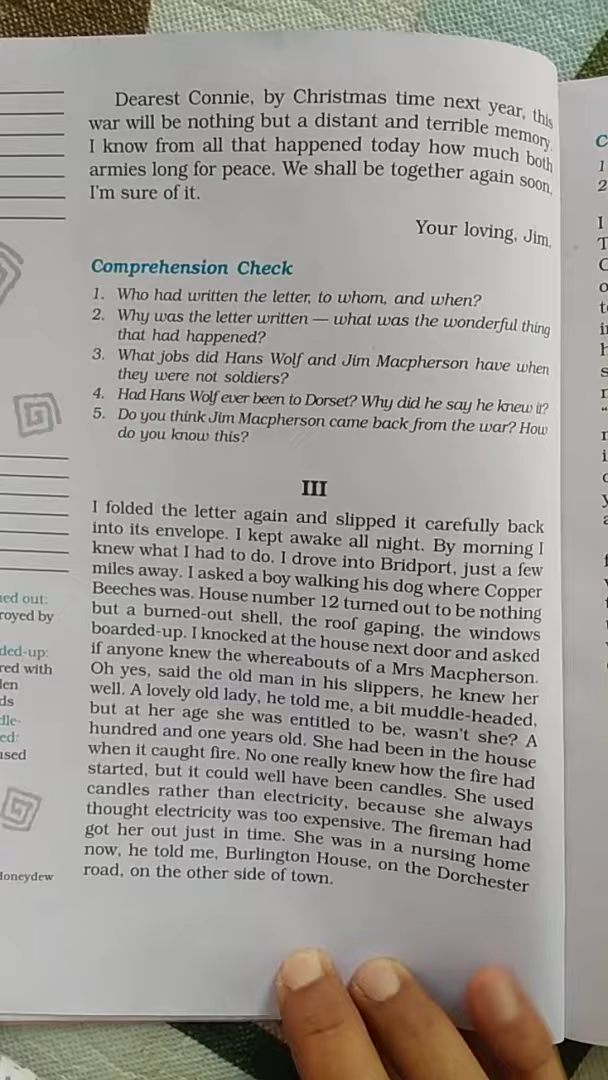 Dearest Connie, by Christmas time next year, this
war will be nothing but a distant and terrible memory.
I know from all that happened today how much both
armies long for peace. We shall be together again soon,
I'm sure of it.
Your loving, Jim.
Comprehension Check
1. Who had written the letter, to whom, and when?
2. Why was the letter written — what was the wonderful thing
that had happened?
3. What jobs did Hans Wolf and Jim Macpherson have when
they were not soldiers?
4. Had Hans Wolf ever been to Dorset? Why did he say he knew it?
5. Do you think Jim Macpherson came back from the war? How
do you know this?
III
I folded the letter again and slipped it carefully back
into its envelope. I kept awake all night. By morning I
knew what I had to do. I drove into Bridport, just a few
miles away. I asked a boy walking his dog where Copper
Beeches was. House number 12 turned out to be nothing
but a burned-out shell, the roof gaping, the windows
boarded-up. I knocked at the house next door and asked
if anyone knew the whereabouts of a Mrs Macpherson.
Oh yes, said the old man in his slippers, he knew her
well. A lovely old lady, he told me, a bit muddle-headed,
but at her age she was entitled to be, wasn't she? A
hundred and one years old. She had been in the house
when it caught fire. No one really knew how the fire had
started, but it could well have been candles. She used
candles rather than electricity, because she always
thought electricity was too expensive. The fireman had
got her out just in time. She was in a nursing home
now, he told me, Burlington House, on the Dorchester
road, on the other side of town.
ned out:
royed by
ded-up:
red with
len
ds
dle-
ed:
used
Honeydew